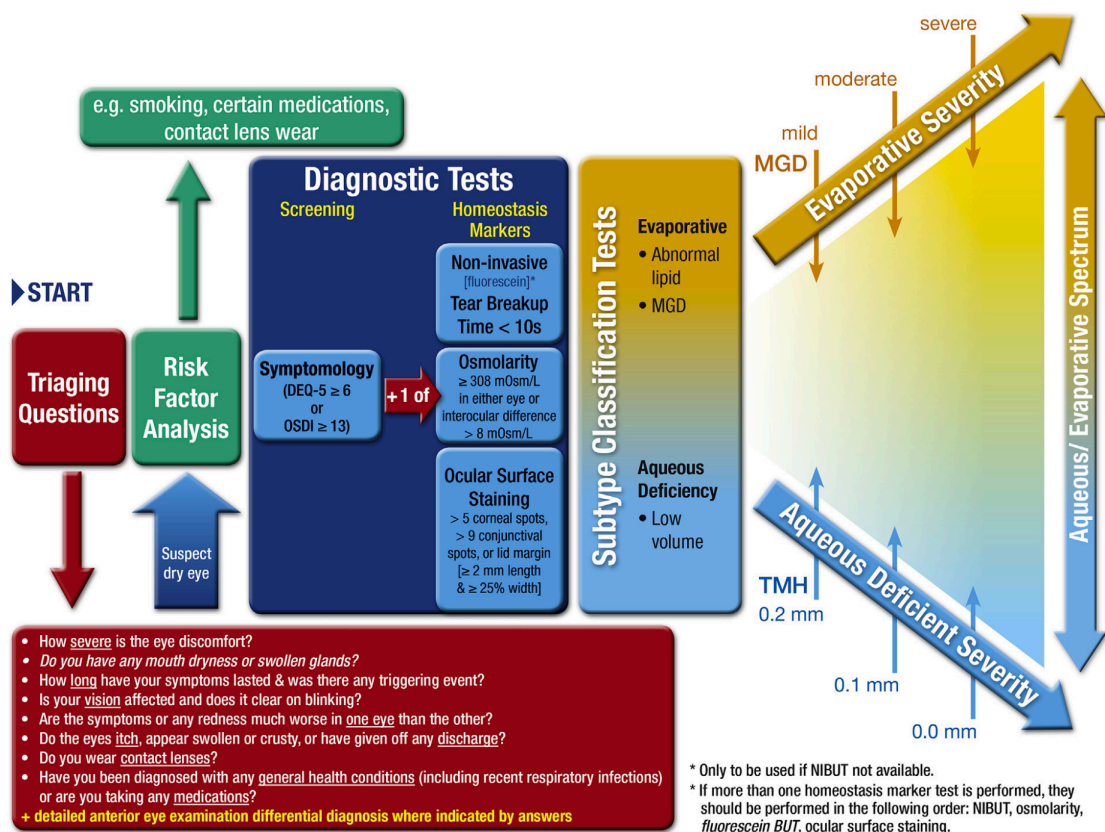 e.g. smoking, certain medications,
contact lens wear
START
Triaging
Questions
Risk
Factor
Analysis
Suspect
dry eye
Diagnostic Tests
Screening
Homeostasis
Markers
Symptomology
(DEQ-5 ≥ 6
or
OSDI ≥ 13)
+1 of
Non-invasive
[fluorescein]*
Tear Breakup
Time < 10s
Osmolarity
≥ 308 mOsm/L
in either eye or
interocular difference
> 8 mOsm/L
Ocular Surface
Staining
> 5 corneal spots,
> 9 conjunctival
spots, or lid margin
[≥ 2 mm length
& ≥ 25% width]
Subtype Classification Tests
Evaporative
• Abnormal
lipid
• MGD
Aqueous
Deficiency
• Low
volume
severe
moderate
mild
MGD
Evaporative Severity
Aqueous/ Evaporative Spectrum
Aqueous Deficient Severity
TMH
0.2 mm
0.1 mm
0.0 mm
• How severe is the eye discomfort?
• Do you have any mouth dryness or swollen glands?
• How long have your symptoms lasted & was there any triggering event?
• Is your vision affected and does it clear on blinking?
• Are the symptoms or any redness much worse in one eye than the other?
• Do the eyes itch, appear swollen or crusty, or have given off any discharge?
• Do you wear contact lenses?
• Have you been diagnosed with any general health conditions (including recent respiratory infections)
or are you taking any medications?
+ detailed anterior eye examination differential diagnosis where indicated by answers
* Only to be used if NIBUT not available.
* If more than one homeostasis marker test is performed, they
should be performed in the following order: NIBUT, osmolarity,
fluorescein BUT, ocular surface staining.